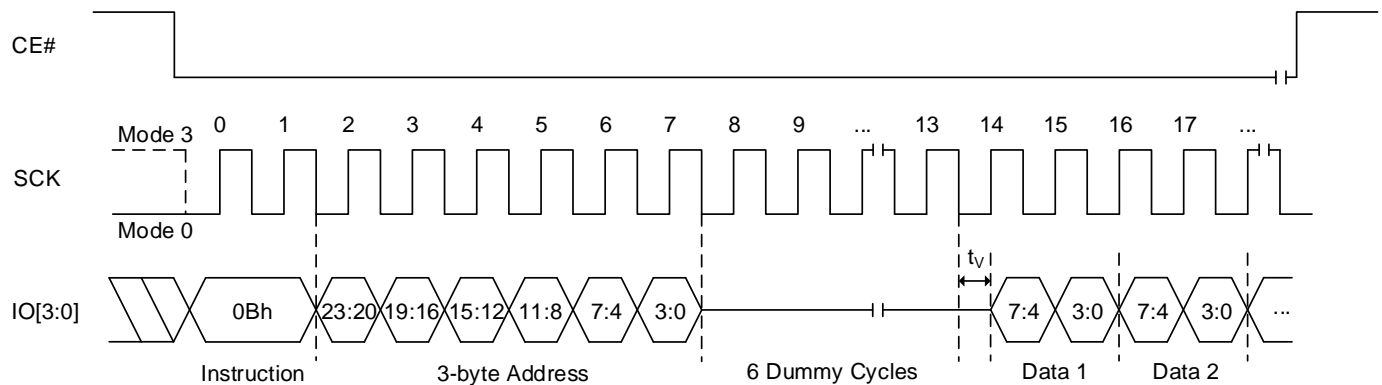 CE#
Mode 3
0 1 2 3 4 5 6 7 8 9 ... 13 14 15 16 17 ...
SCK
Mode 0
tV
IO[3:0]
0Bh 23:20 19:16 15:12 11:8 7:4 3:0 7:4 3:0 7:4 3:0 ...
Instruction 3-byte Address 6 Dummy Cycles Data 1 Data 2